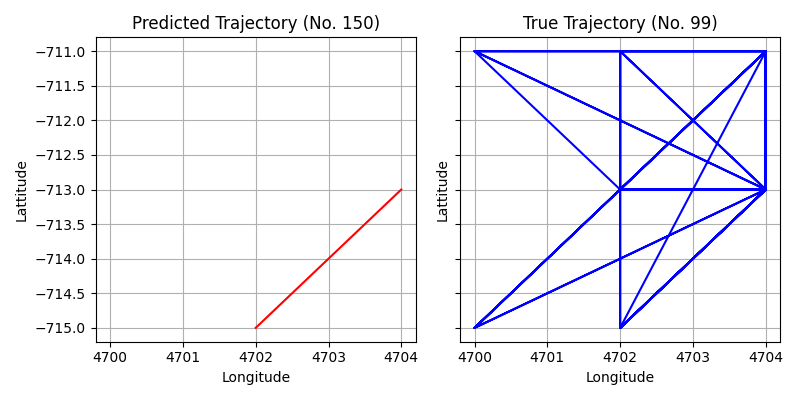 Predicted Trajectory (No. 150)
True Trajectory (No. 99)
Lattitude
−711.0
−711.5
−712.0
−712.5
−713.0
−713.5
−714.0
−714.5
−715.0
4700 4701 4702 4703 4704
Longitude
Lattitude
4700 4701 4702 4703 4704
Longitude